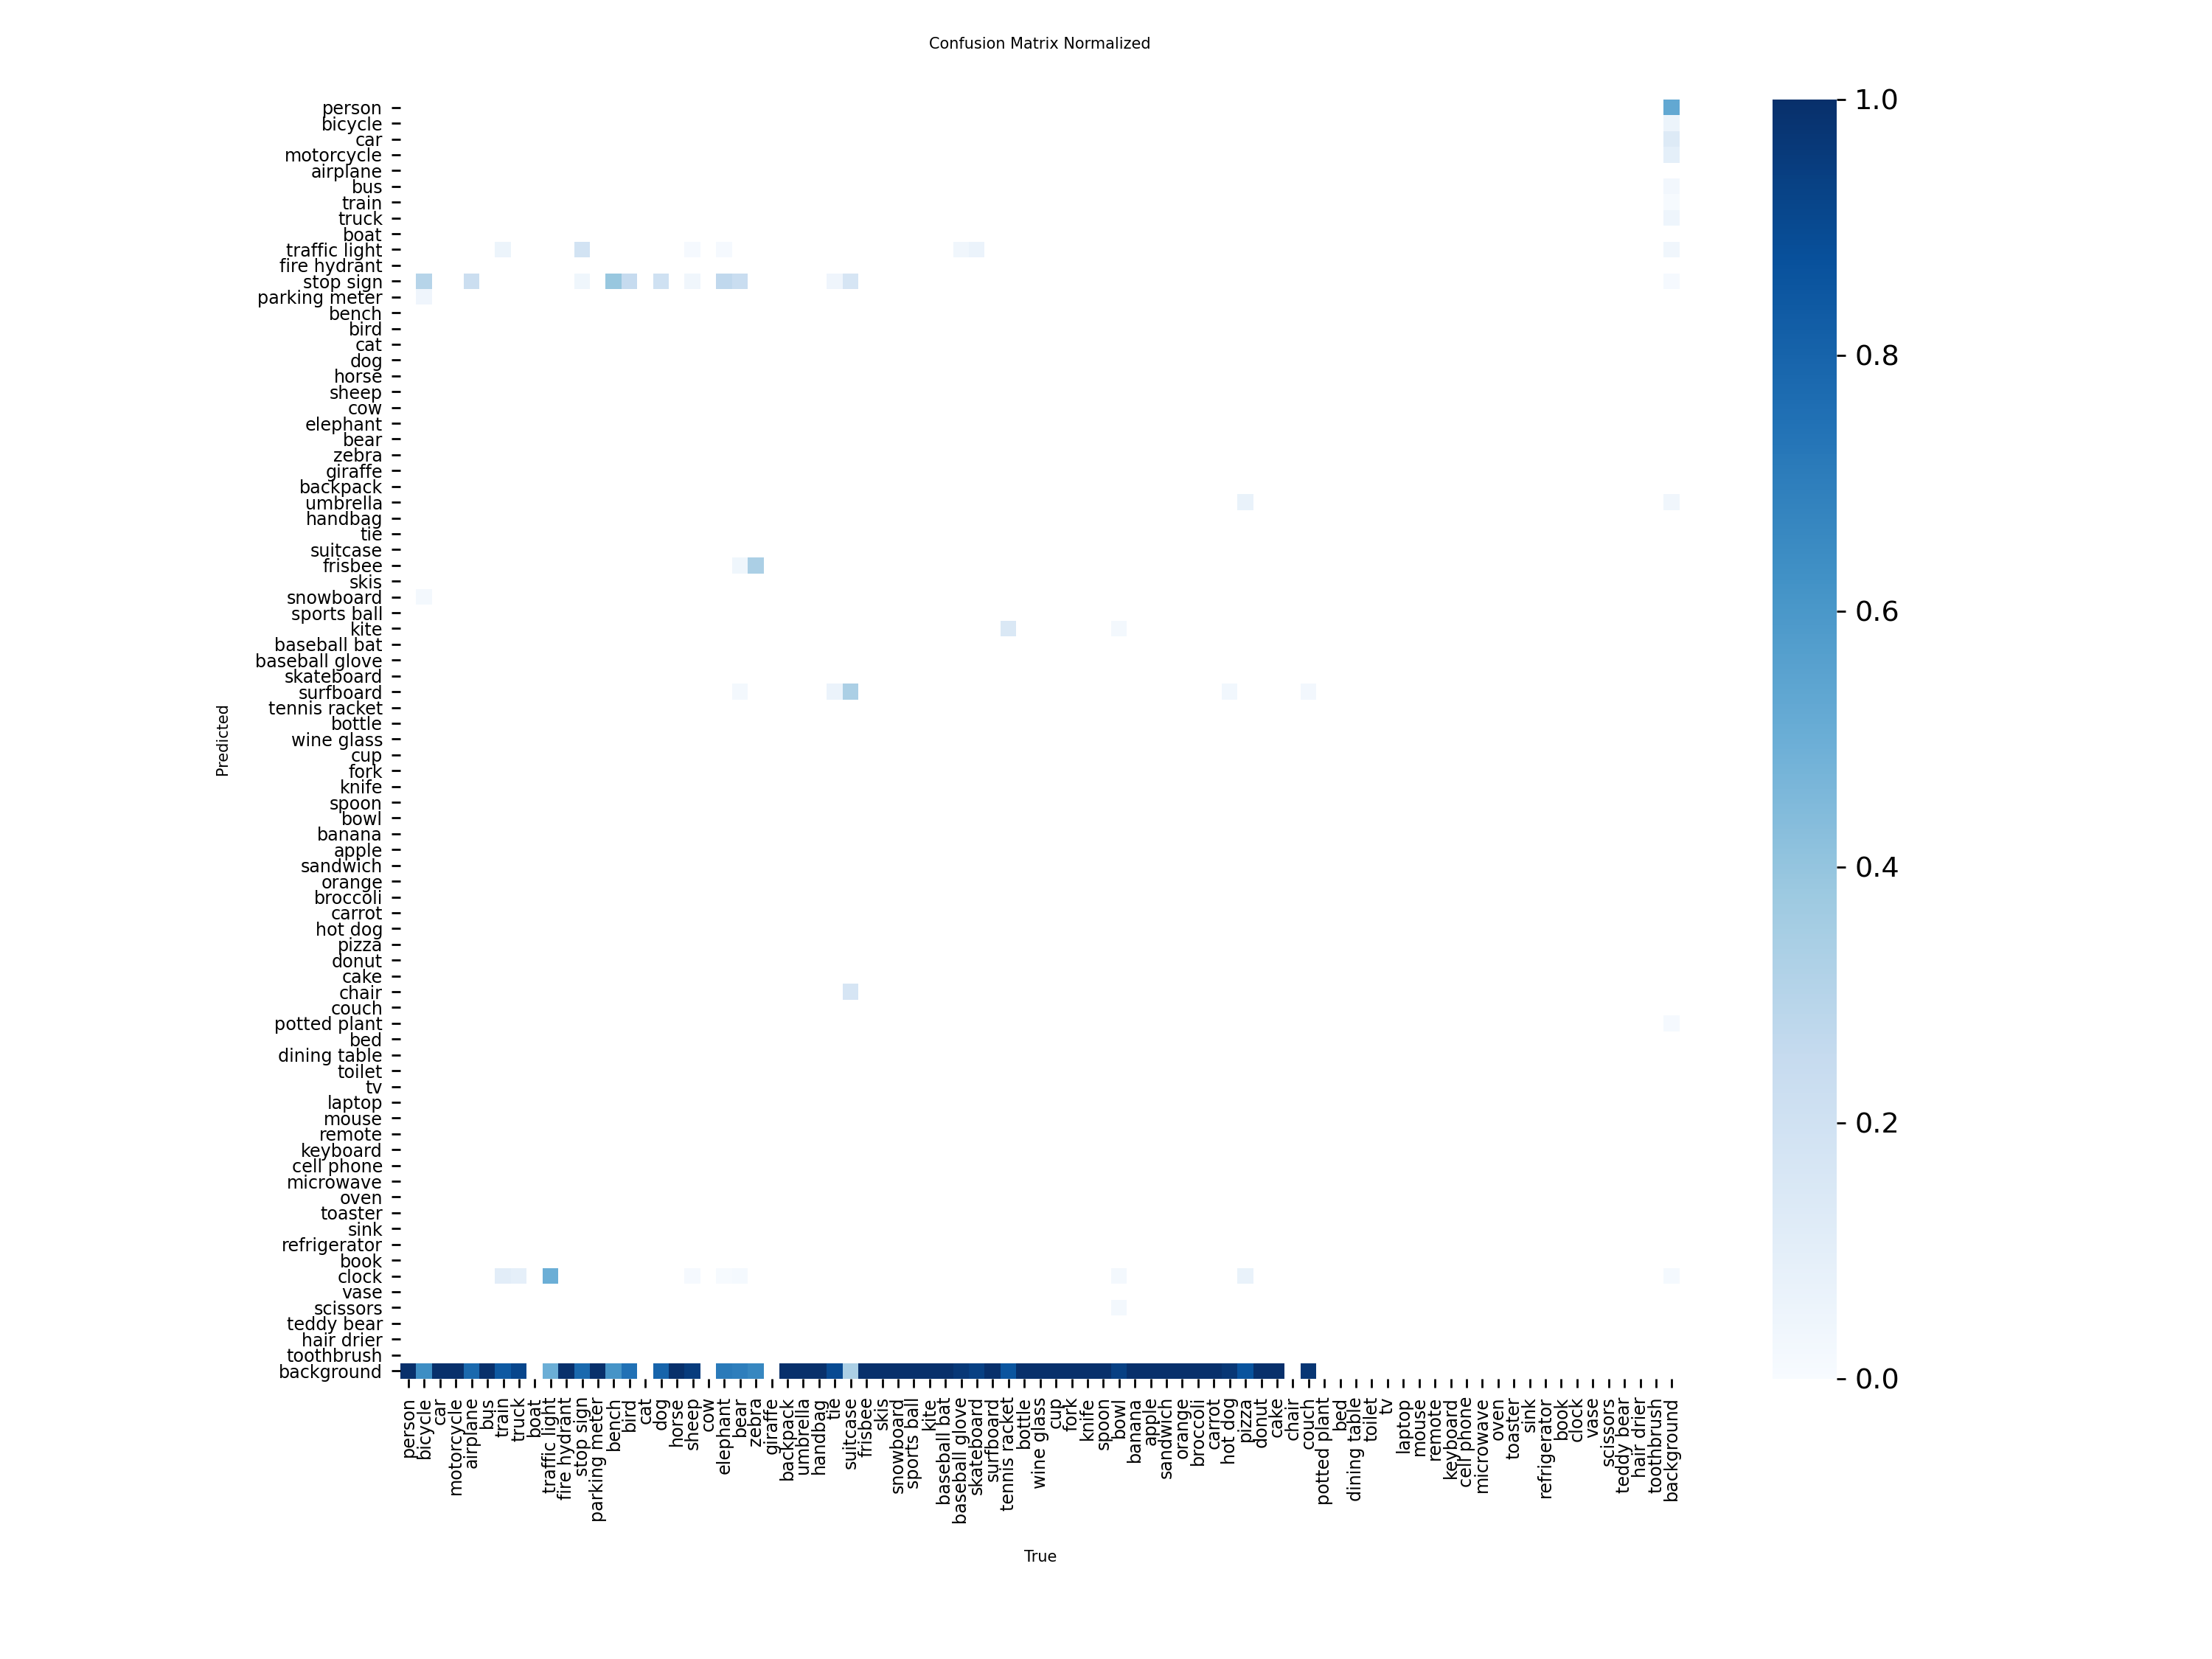 Confusion Matrix Normalized
person
bicycle
car
motorcycle
airplane
bus
train
truck
boat
traffic light
fire hydrant
stop sign
parking meter
bench
bird
cat
dog
horse
sheep
cow
elephant
bear
zebra
giraffe
backpack
umbrella
handbag
tie
suitcase
frisbee
skis
snowboard
sports ball
kite
baseball bat
baseball glove
skateboard
surfboard
tennis racket
bottle
wine glass
cup
fork
knife
spoon
bowl
banana
apple
sandwich
orange
broccoli
carrot
hot dog
pizza
donut
cake
chair
couch
potted plant
bed
dining table
toilet
tv
laptop
mouse
remote
keyboard
cell phone
microwave
oven
toaster
sink
refrigerator
book
clock
vase
scissors
teddy bear
hair drier
toothbrush
background
Predicted
person
bicycle
car
motorcycle
airplane
bus
train
truck
boat
traffic light
fire hydrant
stop sign
parking meter
bench
bird
cat
dog
horse
sheep
cow
elephant
bear
zebra
giraffe
backpack
umbrella
handbag
tie
suitcase
frisbee
skis
snowboard
sports ball
kite
baseball bat
baseball glove
skateboard
surfboard
tennis racket
bottle
wine glass
cup
fork
knife
spoon
bowl
banana
apple
sandwich
orange
broccoli
carrot
hot dog
pizza
donut
cake
chair
couch
potted plant
bed
dining table
toilet
tv
laptop
mouse
remote
keyboard
cell phone
microwave
oven
toaster
sink
refrigerator
book
clock
vase
scissors
teddy bear
hair drier
toothbrush
background
True
1.0
0.8
0.6
0.4
0.2
0.0